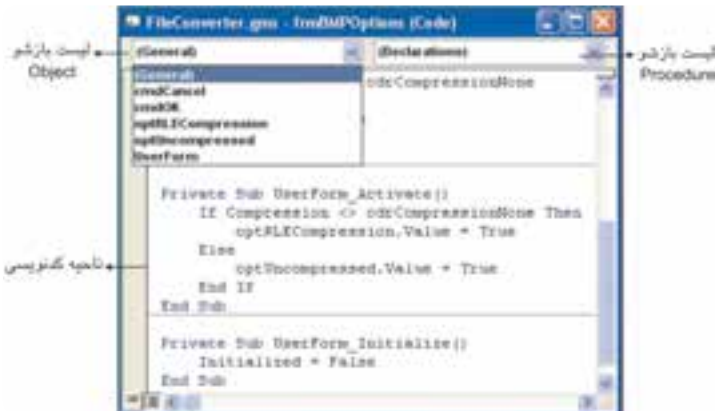 FileConverter.gms - frmBMPOptions (Code)
لیست بازشو
Object
(General)
(Declarations)
لیست بازشو
Procedure
(General)
cmdCancel
cmdOK
optRLECompression
optUncompressed
UserForm
cdrCompressionNone
Private Sub UserForm_Activate()
If Compression <> cdrCompressionNone Then
optRLECompression.Value = True
Else
optUncompressed.Value = True
End If
End Sub
ناحیه کدنویسی
Private Sub UserForm_Initialize()
Initialized = False
End Sub